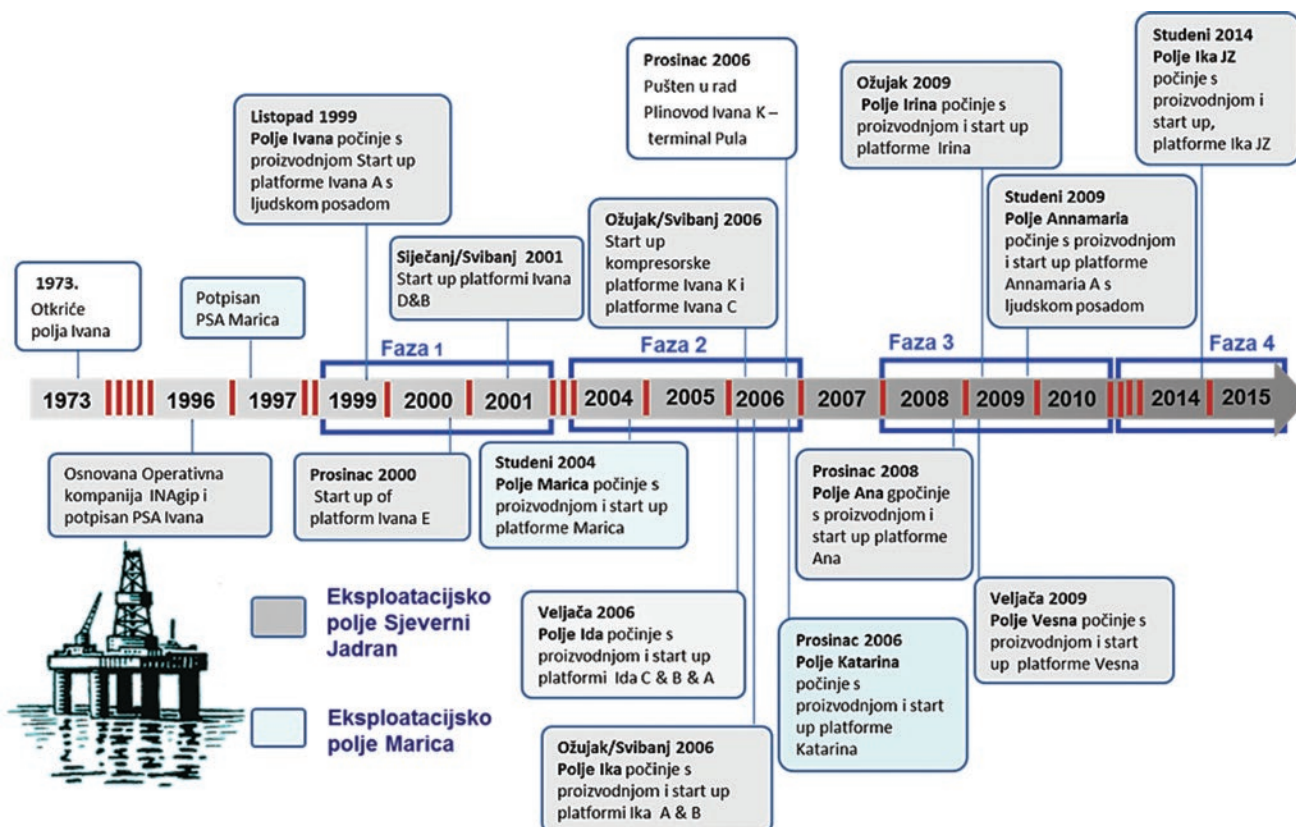 Listopad 1999
Polje Ivana počinje s
proizvodnjom Start up
platforme Ivana A s
ljudskom posadom
Prosinac 2006
Pušten u rad
Plinovod Ivana K –
terminal Pula
Ožujak 2009
Polje Irina počinje s
proizvodnjom i start up
platforme Irina
Studeni 2014
Polje Ika JZ
počinje s
proizvodnjom i
start up,
platforme Ika JZ
1973.
Otkriće
polja Ivana
Potpisan
PSA Marica
Siječanj/Svibanj 2001
Start up platformi Ivana
D&B
Ožujak/Svibanj 2006
Start up
kompresorske
platforme Ivana K i
platforme Ivana C
Studeni 2009
Polje Annamaria
počinje s proizvodnjom
i start up platforme
Annamaria A s
ljudskom posadom
Faza 1
Faza 2
Faza 3
Faza 4
1973 1996 1997 1999 2000 2001 2004 2005 2006 2007 2008 2009 2010 2014 2015
Osnovana Operativna
kompanija INAgip i
potpisan PSA Ivana
Prosinac 2000
Start up of
platform Ivana E
Studeni 2004
Polje Marica počinje s
proizvodnjom i start up
platforme Marica
Prosinac 2008
Polje Ana gpočinje
s proizvodnjom i
start up platforme
Ana
Veljača 2006
Polje Ida počinje s
proizvodnjom i start up
platformi Ida C & B & A
Prosinac 2006
Polje Katarina
počinje s
proizvodnjom i start
up platforme
Katarina
Veljača 2009
Polje Vesna počinje s
proizvodnjom i start
up platforme Vesna
Ožujak/Svibanj 2006
Polje Ika počinje s
proizvodnjom i start up
platformi Ika A & B
Eksploatacijsko
polje Sjeverni
Jadran
Eksploatacijsko
polje Marica